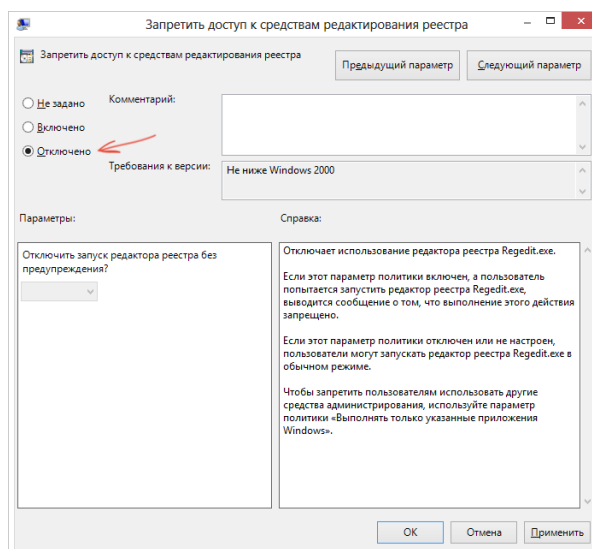 Запретить доступ к средствам редактирования реестра
Запретить доступ к средствам редактирования реестра
Предыдущий параметр
Следующий параметр
Не задано
Комментарий:
Включено
Отключено
Требования к версии:
Не ниже Windows 2000
Параметры:
Справка:
Отключить запуск редактора реестра без
предупреждения?
Отключает использование редактора реестра Regedit.exe.
Если этот параметр политики включен, а пользователь
попытается запустить редактор реестра Regedit.exe,
выводится сообщение о том, что выполнение этого действия
запрещено.
Если этот параметр политики отключен или не настроен,
пользователи могут запускать редактор реестра Regedit.exe в
обычном режиме.
Чтобы запретить пользователям использовать другие
средства администрирования, используйте параметр
политики «Выполнять только указанные приложения
Windows».
ОК
Отмена
Применить